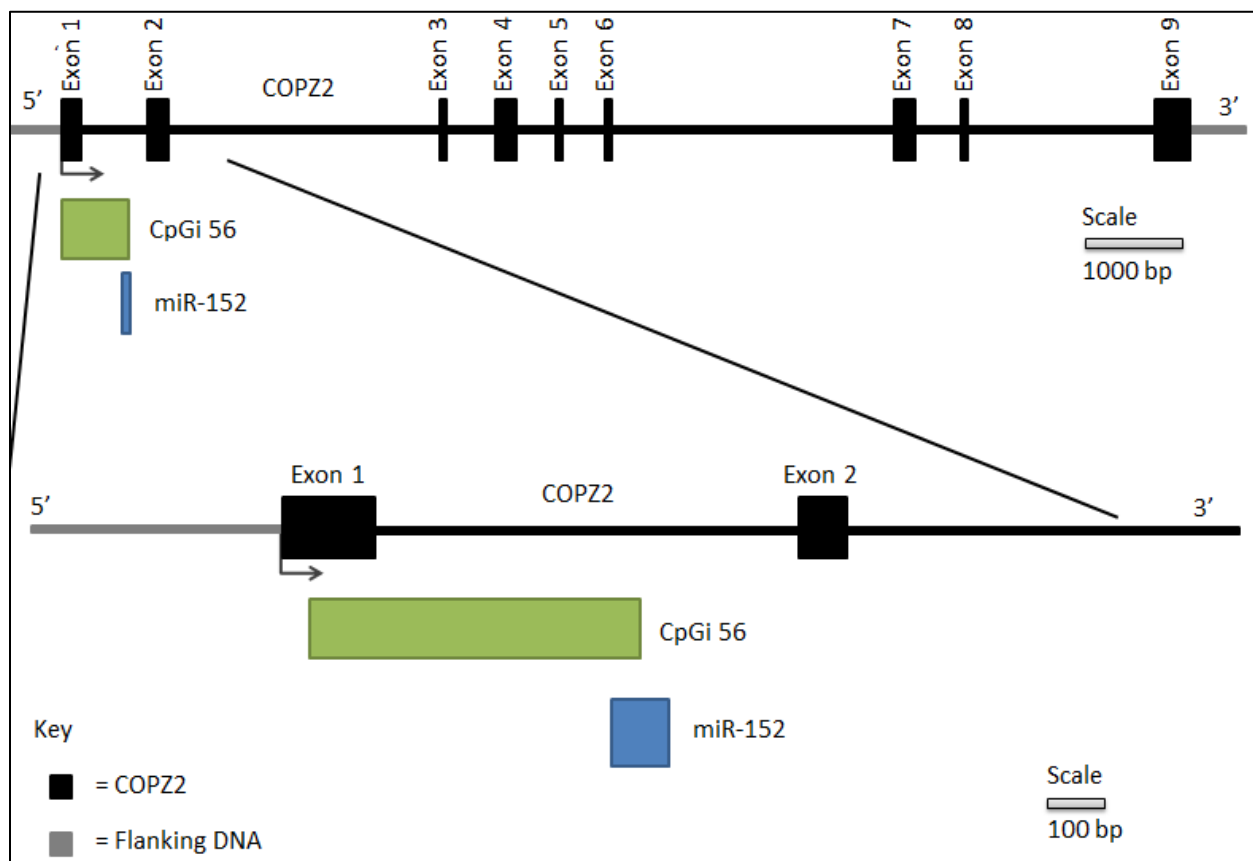 Exon 1
Exon 2
Exon 3
Exon 4
Exon 5
Exon 6
Exon 7
Exon 8
Exon 9
5’
COPZ2
3’
CpGi 56
Scale
1000 bp
miR-152
Exon 1
Exon 2
5’
COPZ2
3’
CpGi 56
miR-152
Key
= COPZ2
= Flanking DNA
Scale
100 bp